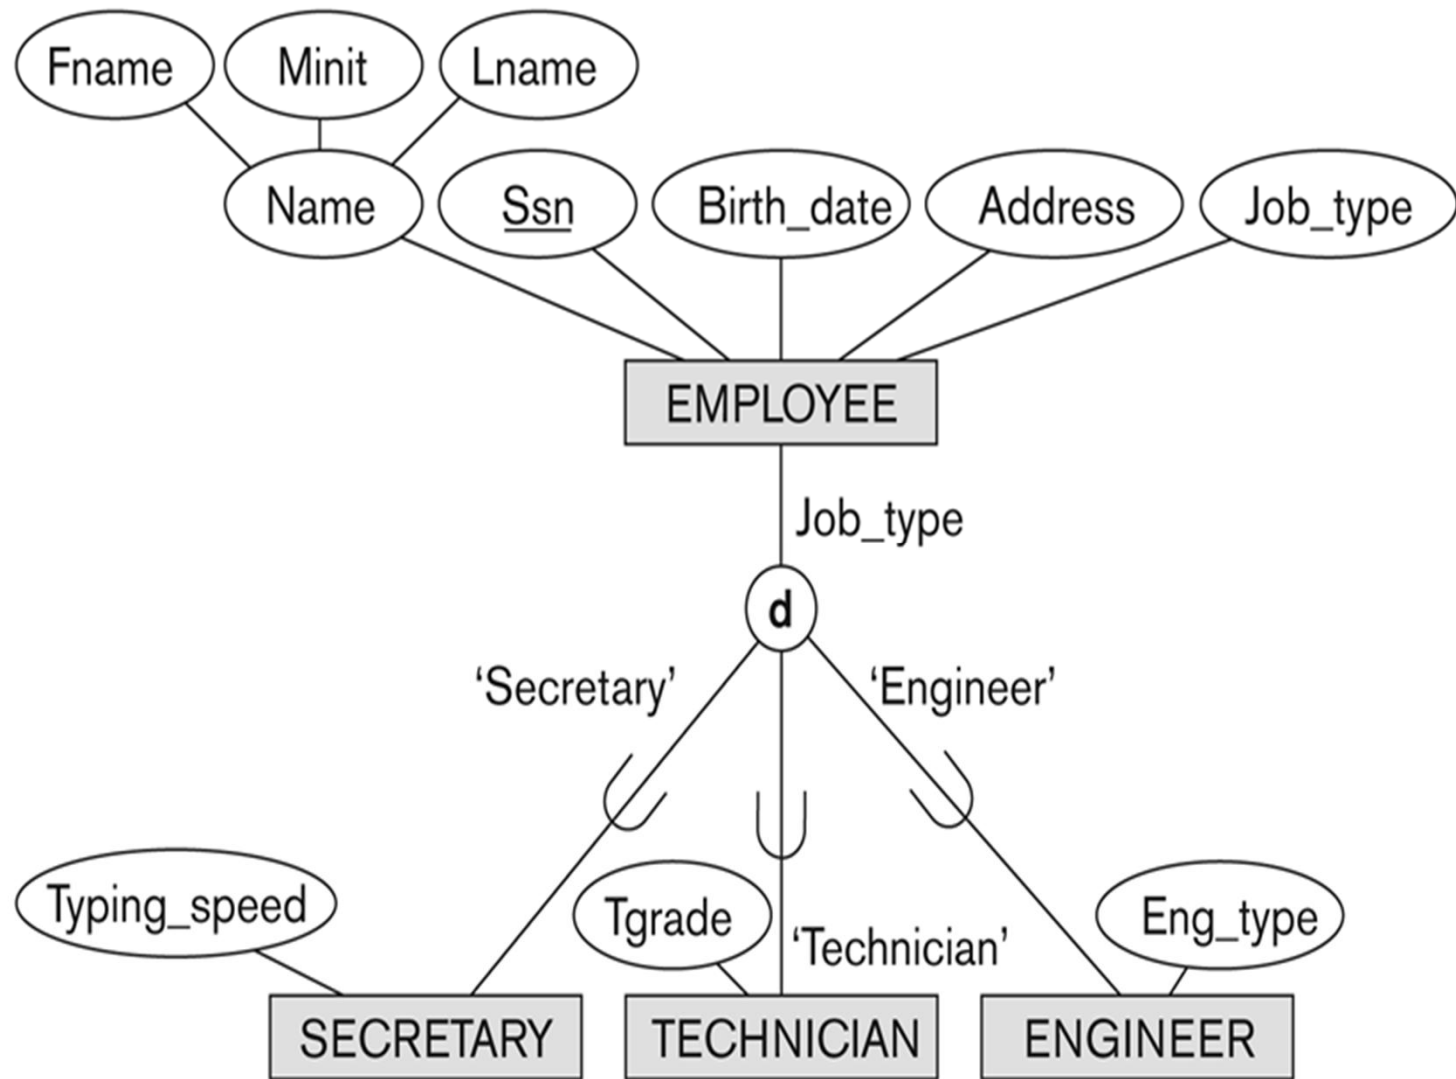 Fname Minit Lname
Name Ssn Birth_date Address Job_type
EMPLOYEE
Job_type
d
‘Secretary’ ‘Engineer’
Typing_speed Tgrade Eng_type
‘Technician’
SECRETARY TECHNICIAN ENGINEER